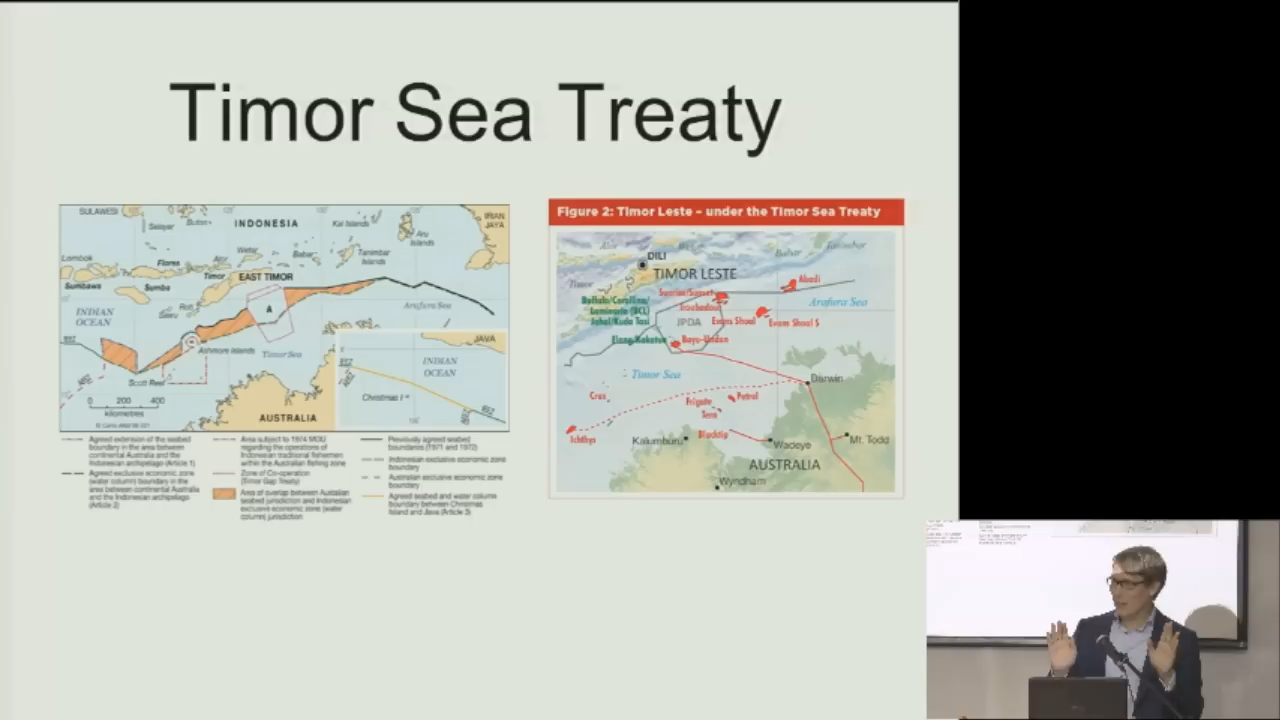 Timor Sea Treaty
SULAWESI
Buton
Selayar
INDONESIA
Kai Islands
IRIAN
JAYA
Aru
Islands
Lombok
Flores
Alor
Wetar
Babar
Tanimbar
Islands
Sumbawa
Sumba
Timor
EAST TIMOR
Roti
INDIAN
OCEAN
A
Arafura Sea
Ashmore Islands
Timor Sea
JAVA
Scott Reef
INDIAN
OCEAN
0 200 400
kilometres
Christmas I
AUSTRALIA
Agreed extension of the seabed
boundary in the area between
continental Australia and the
Indonesian archipelago (Article 1)
Agreed exclusive economic zone
(water column) boundary in the
area between continental Australia
and the Indonesian archipelago
(Article 2)
Area subject to 1974 MOU
regarding the operations of
Indonesian traditional fishermen
within the Australian fishing zone
Zone of Co-operation
(Timor Gap Treaty)
Area of overlap between Australian
seabed jurisdiction and Indonesian
exclusive economic zone (water
column) jurisdiction
Previously agreed seabed
boundaries (1971 and 1972)
Indonesian exclusive economic zone
boundary
Australian exclusive economic zone
boundary
Agreed seabed and water column
boundary between Christmas
Island and Java (Article 3)
Figure 2: Timor Leste – under the Timor Sea Treaty
DILI
TIMOR LESTE
Timor
Abadi
Sunrise/Sunset
Troubadour
Arafura Sea
Buffalo/Corallina/
Laminaria (BCL)
Jahal/Kuda Tasi
JPDA
Evans Shoal
Evans Shoal S
Elang/Kakatua
Bayu-Undan
Timor Sea
Darwin
Crux
Frigate
Petrel
Tern
Ichthys
Kalumburu
Blacktip
Wadeye
Mt. Todd
AUSTRALIA
Wyndham